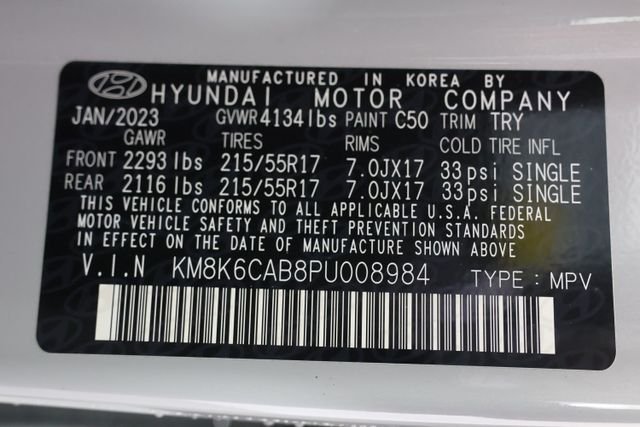 MANUFACTURED IN KOREA BY
HYUNDAI MOTOR COMPANY
JAN/2023 GVWR 4134 lbs PAINT C50 TRIM TRY
GAWR TIRES RIMS COLD TIRE INFL
FRONT 2293 lbs 215/55R17 7.0JX17 33 psi SINGLE
REAR 2116 lbs 215/55R17 7.0JX17 33 psi SINGLE
THIS VEHICLE CONFORMS TO ALL APPLICABLE U.S.A. FEDERAL
MOTOR VEHICLE SAFETY AND THEFT PREVENTION STANDARDS
IN EFFECT ON THE DATE OF MANUFACTURE SHOWN ABOVE
V.I.N KM8K6CAB8PU008984 TYPE : MPV